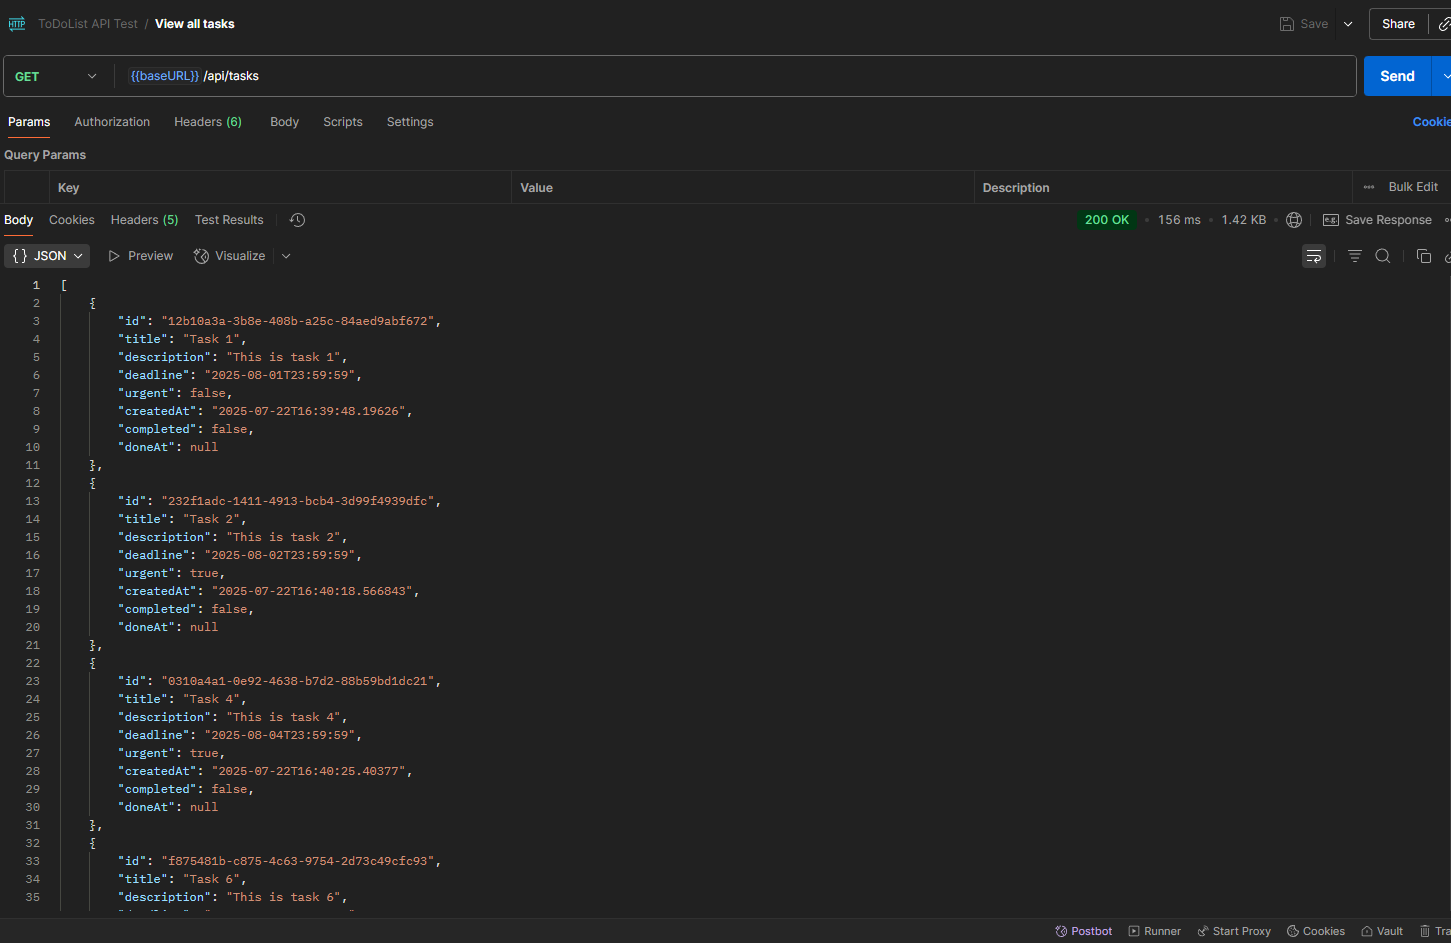 HTTP ToDoList API Test / View all tasks Save Share
GET {{baseURL}} /api/tasks Send
Params Authorization Headers (6) Body Scripts Settings
Query Params
Key Value Description Bulk Edit
Body Cookies Headers (5) Test Results 200 OK • 156 ms • 1.42 KB • e.g. Save Response
{} JSON Preview Visualize
1 [
2 {
3 "id": "12b10a3a-3b8e-408b-a25c-84aed9abf672",
4 "title": "Task 1",
5 "description": "This is task 1",
6 "deadline": "2025-08-01T23:59:59",
7 "urgent": false,
8 "createdAt": "2025-07-22T16:39:48.19626",
9 "completed": false,
10 "doneAt": null
11 },
12 {
13 "id": "232f1adc-1411-4913-bcb4-3d99f4939dfc",
14 "title": "Task 2",
15 "description": "This is task 2",
16 "deadline": "2025-08-02T23:59:59",
17 "urgent": true,
18 "createdAt": "2025-07-22T16:40:18.566843",
19 "completed": false,
20 "doneAt": null
21 },
22 {
23 "id": "0310a4a1-0e92-4638-b7d2-88b59bd1dc21",
24 "title": "Task 4",
25 "description": "This is task 4",
26 "deadline": "2025-08-04T23:59:59",
27 "urgent": true,
28 "createdAt": "2025-07-22T16:40:25.40377",
29 "completed": false,
30 "doneAt": null
31 },
32 {
33 "id": "f875481b-c875-4c63-9754-2d73c49cfc93",
34 "title": "Task 6",
35 "description": "This is task 6",
Postbot Runner Start Proxy Cookies Vault